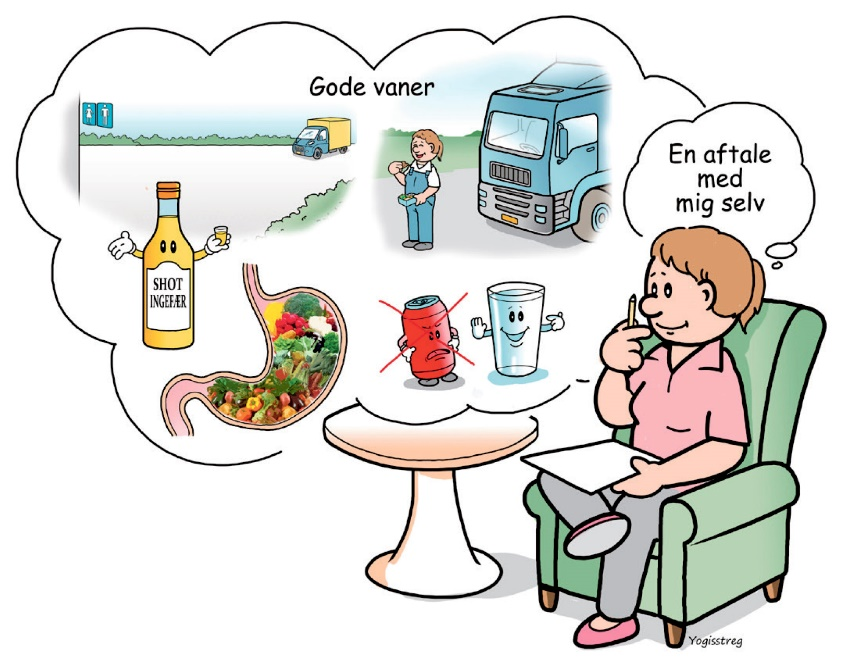 Gode vaner
En aftale
med
mig selv
SHOT
INGEFÆR
Yogisstreg